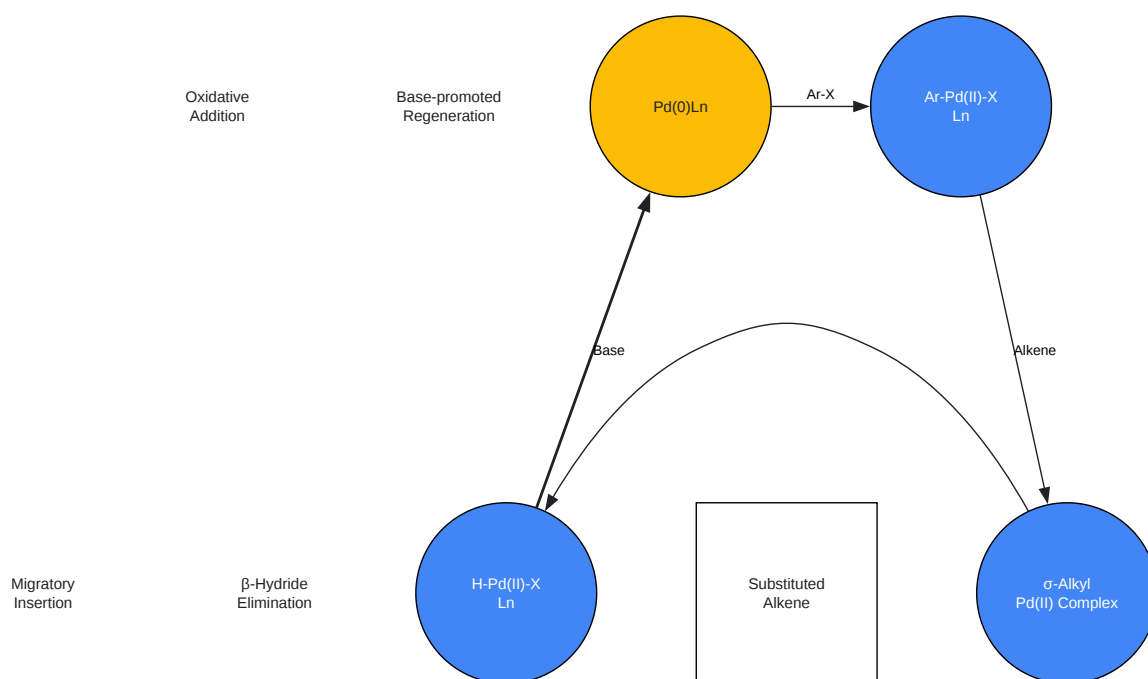 Oxidative
Addition
Base-promoted
Regeneration
Pd(0)Ln
Ar-X
Ar-Pd(II)-X
Ln
Base
Alkene
Migratory
Insertion
β-Hydride
Elimination
H-Pd(II)-X
Ln
Substituted
Alkene
σ-Alkyl
Pd(II) Complex